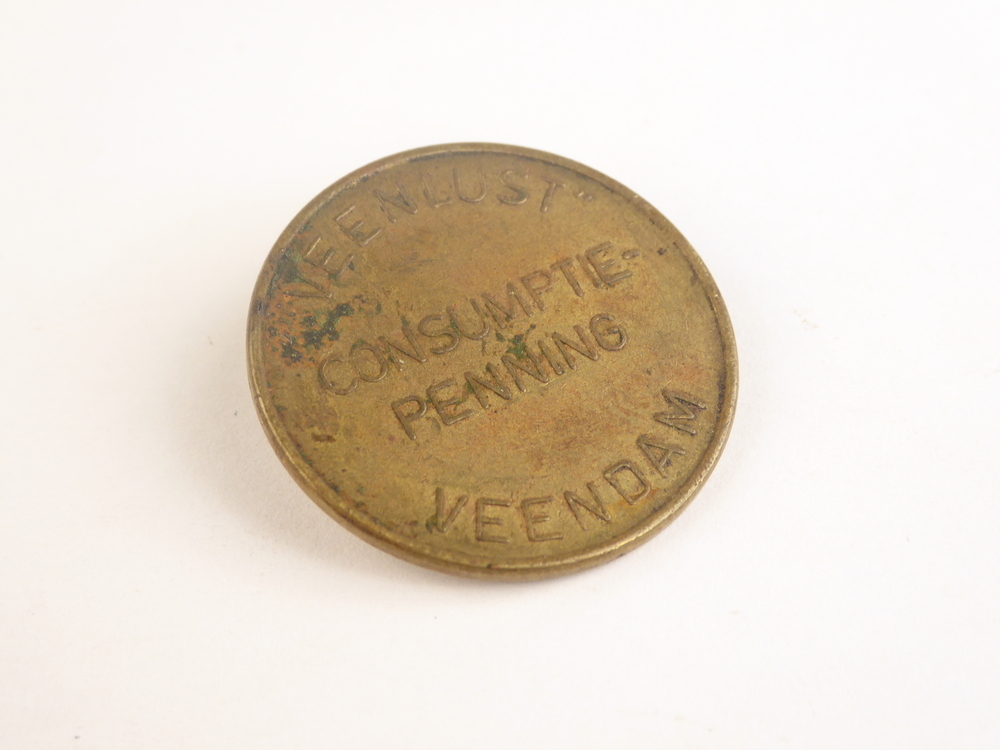 „VEENLUST"
CONSUMPTIE-
PENNING
VEENDAM